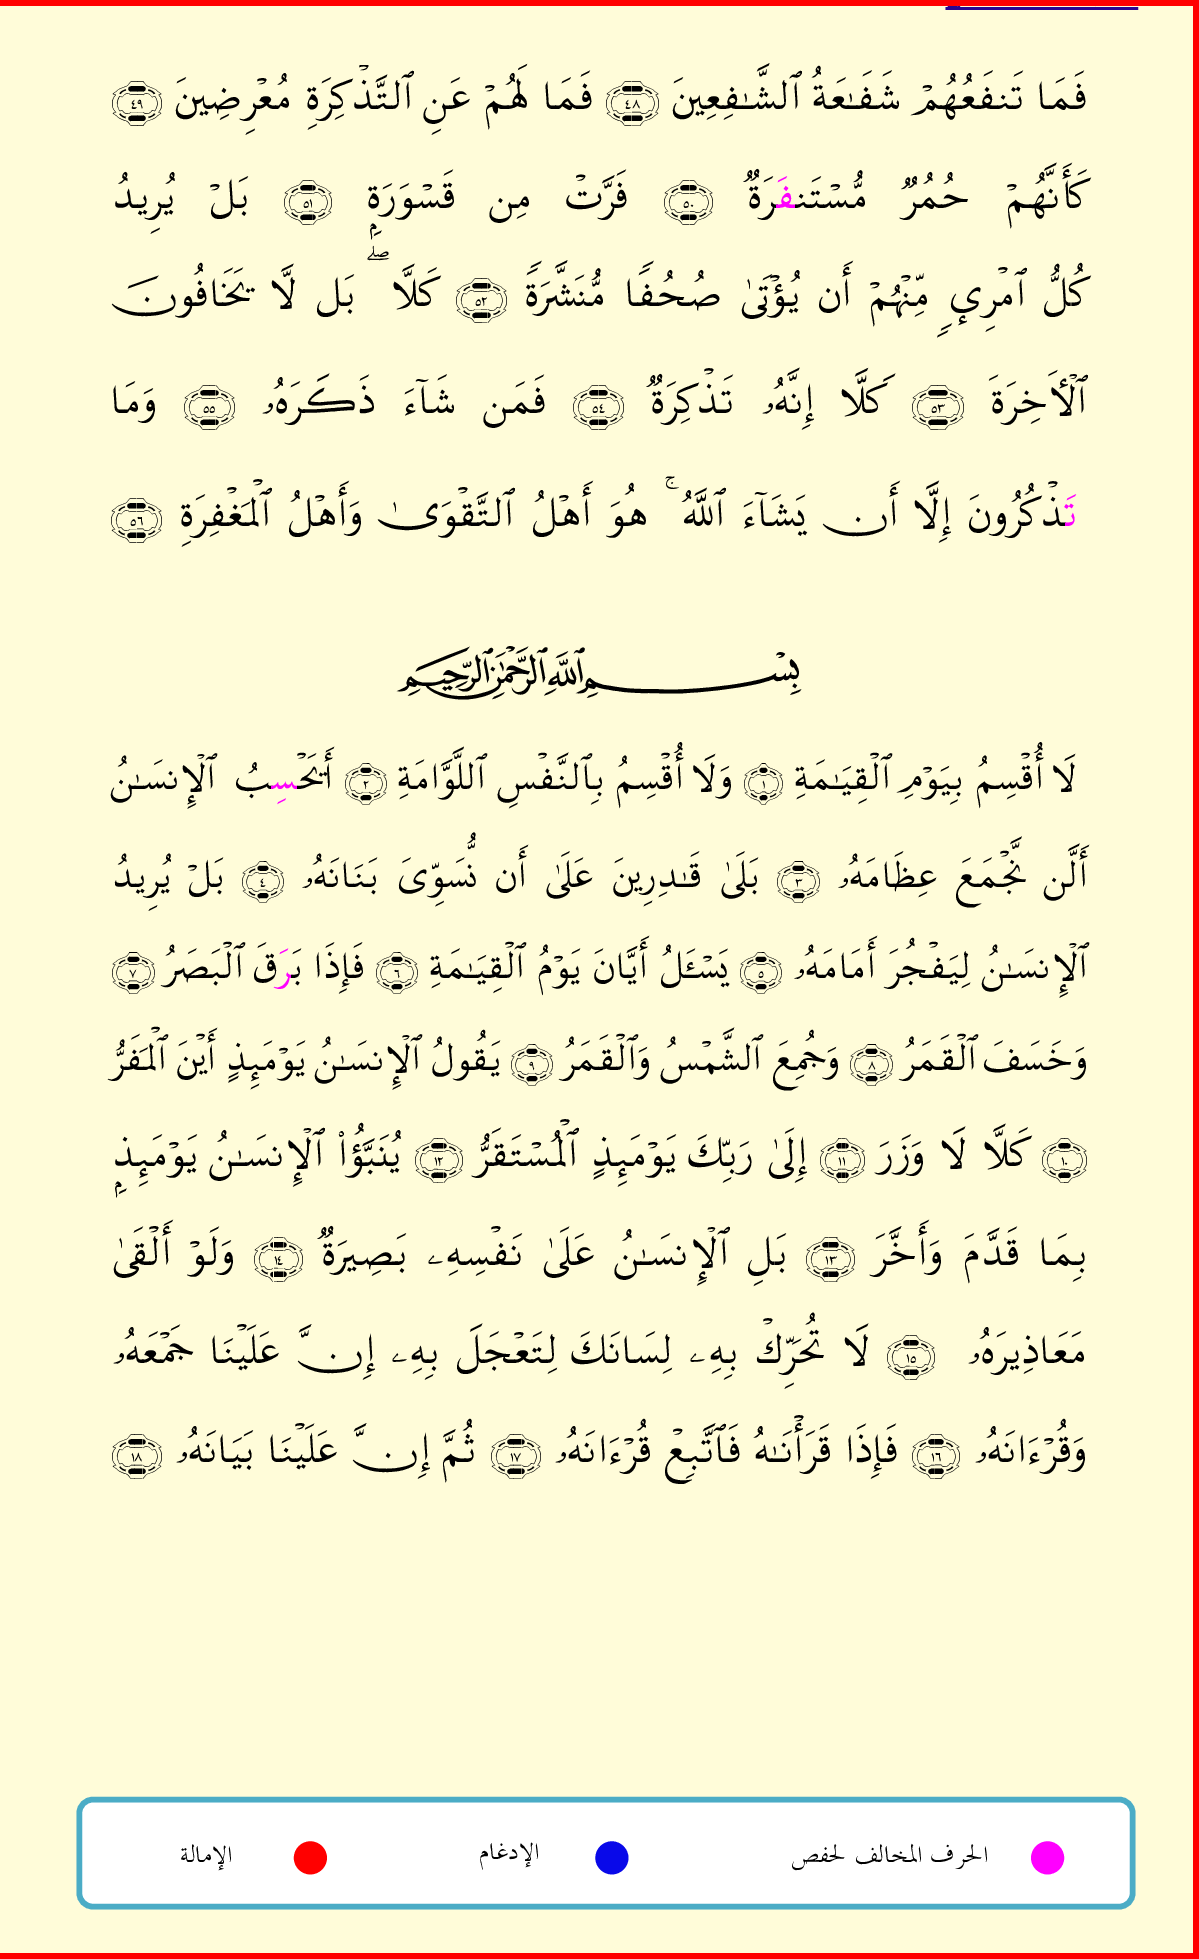 فَمَا تَنفَعُهُمْ شَفَـٰعَةُ ٱلشَّـٰفِعِينَ ٤٨ فَمَا لَهُمْ عَنِ ٱلتَّذْكِرَةِ مُعْرِضِينَ ٤٩
كَأَنَّهُمْ حُمُرٌ مُّسْتَنفَرَةٌ ٥٠ فَرَّتْ مِن قَسْوَرَةٍۭ ٥١ بَلْ يُرِيدُ
كُلُّ ٱمْرِئٍ مِّنْهُمْ أَن يُؤْتَىٰ صُحُفًا مُّنَشَّرَةً ٥٢ كَلَّا ۖ بَل لَّا يَخَافُونَ
ٱلْأَخِرَةَ ٥٣ كَلَّا إِنَّهُۥ تَذْكِرَةٌ ٥٤ فَمَن شَآءَ ذَكَرَهُۥ ٥٥ وَمَا
تَذْكُرُونَ إِلَّا أَن يَشَآءَ ٱللَّهُ ۚ هُوَ أَهْلُ ٱلتَّقْوَىٰ وَأَهْلُ ٱلْمَغْفِرَةِ ٥٦
بِسْمِ ٱللَّهِ ٱلرَّحْمَٰنِ ٱلرَّحِيمِ
لَا أُقْسِمُ بِيَوْمِ ٱلْقِيَـٰمَةِ ١ وَلَا أُقْسِمُ بِٱلنَّفْسِ ٱللَّوَّامَةِ ٢ أَيَحْسِبُ ٱلْإِنسَـٰنُ
أَلَّن نَّجْمَعَ عِظَامَهُۥ ٣ بَلَىٰ قَـٰدِرِينَ عَلَىٰ أَن نُّسَوِّىَ بَنَانَهُۥ ٤ بَلْ يُرِيدُ
ٱلْإِنسَـٰنُ لِيَفْجُرَ أَمَامَهُۥ ٥ يَسْـَٔلُ أَيَّانَ يَوْمُ ٱلْقِيَـٰمَةِ ٦ فَإِذَا بَرَقَ ٱلْبَصَرُ ٧
وَخَسَفَ ٱلْقَمَرُ ٨ وَجُمِعَ ٱلشَّمْسُ وَٱلْقَمَرُ ٩ يَقُولُ ٱلْإِنسَـٰنُ يَوْمَئِذٍ أَيْنَ ٱلْمَفَرُّ
١٠ كَلَّا لَا وَزَرَ ١١ إِلَىٰ رَبِّكَ يَوْمَئِذٍ ٱلْمُسْتَقَرُّ ١٢ يُنَبَّؤُا۟ ٱلْإِنسَـٰنُ يَوْمَئِذٍۭ
بِمَا قَدَّمَ وَأَخَّرَ ١٣ بَلِ ٱلْإِنسَـٰنُ عَلَىٰ نَفْسِهِۦ بَصِيرَةٌ ١٤ وَلَوْ أَلْقَىٰ
مَعَاذِيرَهُۥ ١٥ لَا تُحَرِّكْ بِهِۦ لِسَانَكَ لِتَعْجَلَ بِهِۦ إِنَّ عَلَيْنَا جَمْعَهُۥ
وَقُرْءَانَهُۥ ١٦ فَإِذَا قَرَأْنَـٰهُ فَٱتَّبِعْ قُرْءَانَهُۥ ١٧ ثُمَّ إِنَّ عَلَيْنَا بَيَانَهُۥ ١٨
الحرف المخالف لحفص الإدغام الإمالة